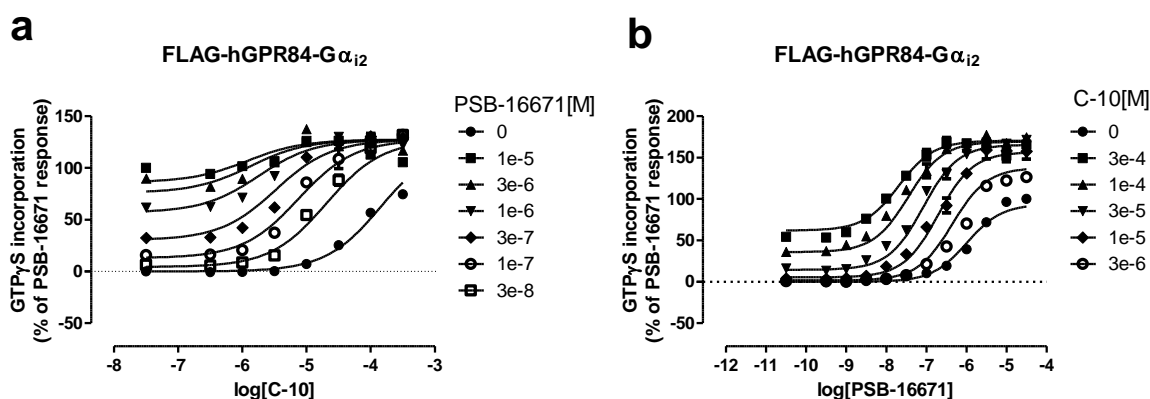 a
FLAG-hGPR84-Gαi2
GTPγS incorporation
(% of PSB-16671 response)
150
100
50
0
-50
-8 -7 -6 -5 -4 -3
log[C-10]
PSB-16671[M]
0
1e-5
3e-6
1e-6
3e-7
1e-7
3e-8
b
FLAG-hGPR84-Gαi2
GTPγS incorporation
(% of PSB-16671 response)
200
150
100
50
0
-50
-12 -11 -10 -9 -8 -7 -6 -5 -4
log[PSB-16671]
C-10[M]
0
3e-4
1e-4
3e-5
1e-5
3e-6